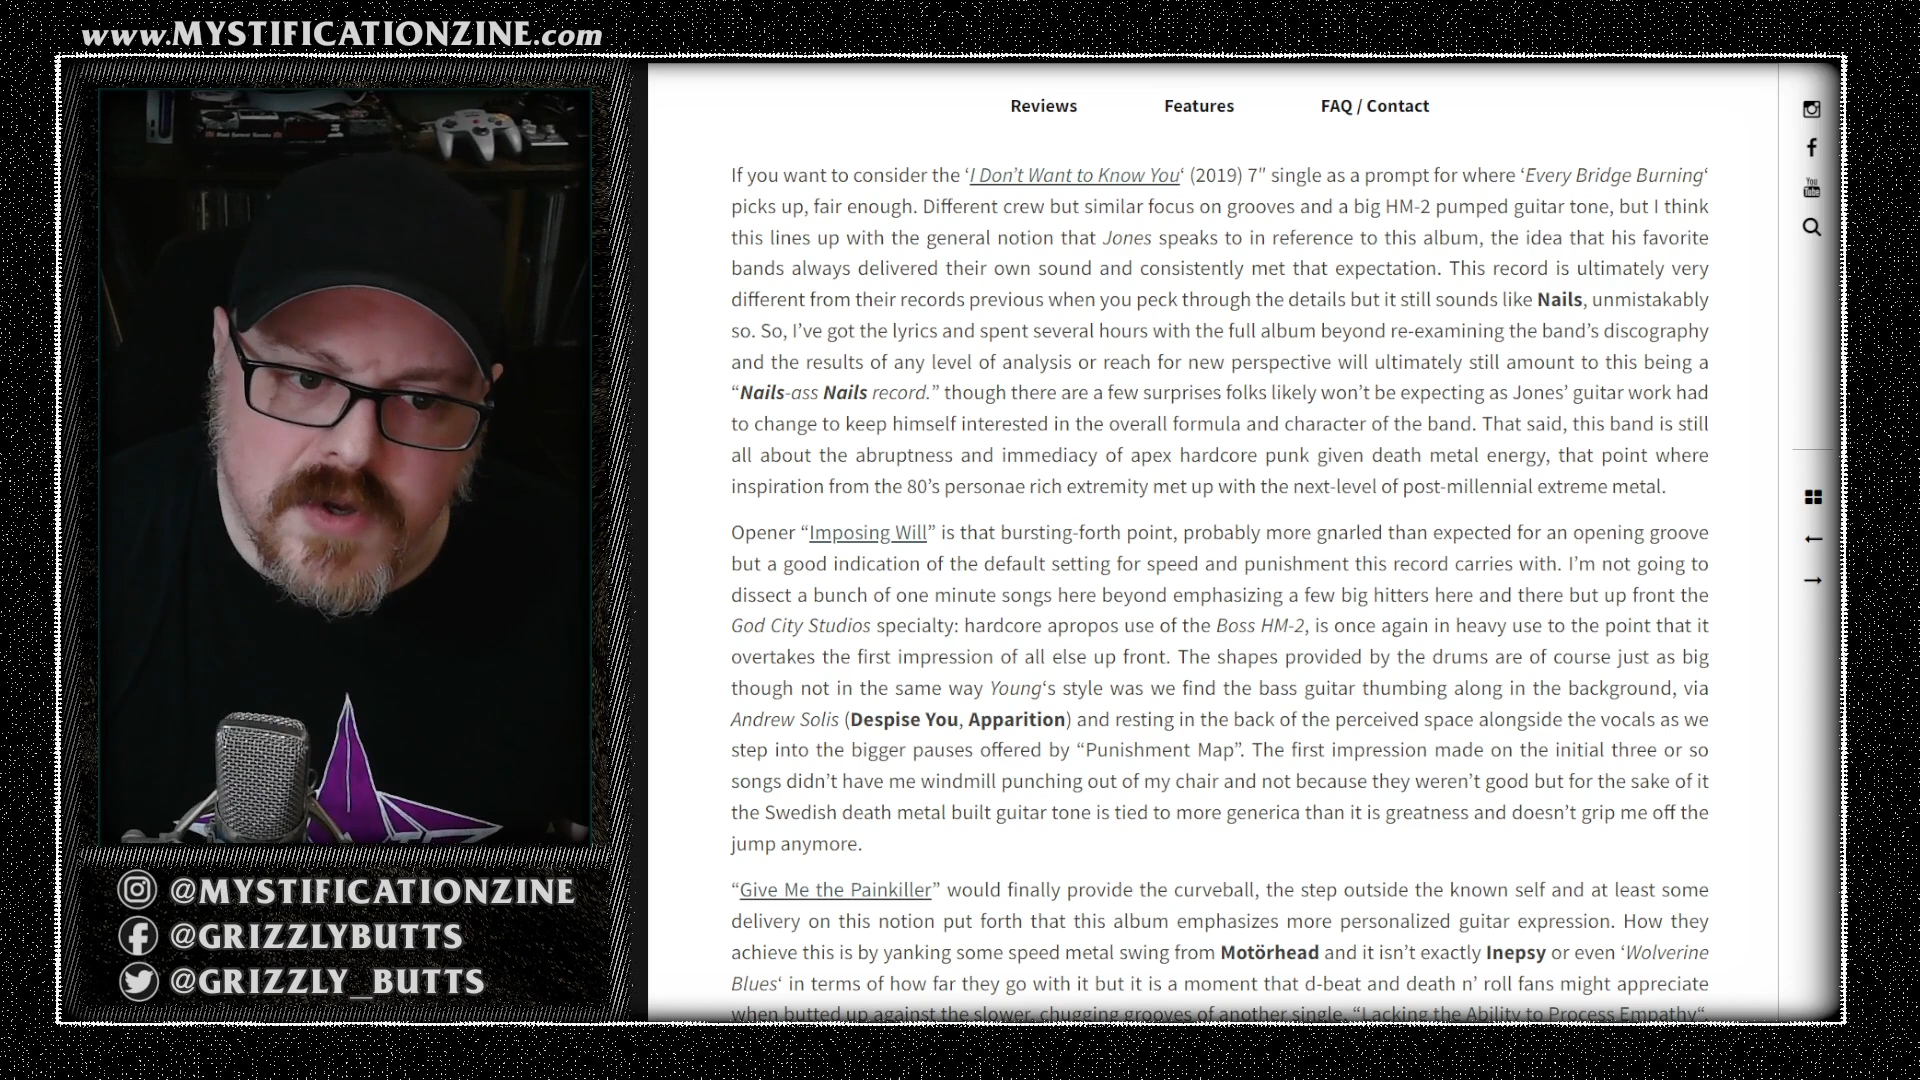 www.MYSTIFICATIONZINE.com
Reviews
Features
FAQ / Contact
If you want to consider the ‘I Don’t Want to Know You‘ (2019) 7″ single as a prompt for where ‘Every Bridge Burning‘
picks up, fair enough. Different crew but similar focus on grooves and a big HM-2 pumped guitar tone, but I think
this lines up with the general notion that Jones speaks to in reference to this album, the idea that his favorite
bands always delivered their own sound and consistently met that expectation. This record is ultimately very
different from their records previous when you peck through the details but it still sounds like Nails, unmistakably
so. So, I’ve got the lyrics and spent several hours with the full album beyond re-examining the band’s discography
and the results of any level of analysis or reach for new perspective will ultimately still amount to this being a
“Nails-ass Nails record.” though there are a few surprises folks likely won’t be expecting as Jones’ guitar work had
to change to keep himself interested in the overall formula and character of the band. That said, this band is still
all about the abruptness and immediacy of apex hardcore punk given death metal energy, that point where
inspiration from the 80’s personae rich extremity met up with the next-level of post-millennial extreme metal.
Opener “Imposing Will” is that bursting-forth point, probably more gnarled than expected for an opening groove
but a good indication of the default setting for speed and punishment this record carries with. I’m not going to
dissect a bunch of one minute songs here beyond emphasizing a few big hitters here and there but up front the
God City Studios specialty: hardcore apropos use of the Boss HM-2, is once again in heavy use to the point that it
overtakes the first impression of all else up front. The shapes provided by the drums are of course just as big
though not in the same way Young‘s style was we find the bass guitar thumbing along in the background, via
Andrew Solis (Despise You, Apparition) and resting in the back of the perceived space alongside the vocals as we
step into the bigger pauses offered by “Punishment Map”. The first impression made on the initial three or so
songs didn’t have me windmill punching out of my chair and not because they weren’t good but for the sake of it
the Swedish death metal built guitar tone is tied to more generica than it is greatness and doesn’t grip me off the
jump anymore.
“Give Me the Painkiller” would finally provide the curveball, the step outside the known self and at least some
delivery on this notion put forth that this album emphasizes more personalized guitar expression. How they
achieve this is by yanking some speed metal swing from Motörhead and it isn’t exactly Inepsy or even ‘Wolverine
Blues‘ in terms of how far they go with it but it is a moment that d-beat and death n’ roll fans might appreciate
when butted up against the slower, chugging grooves of another single, “Lacking the Ability to Process Empathy“.
You
Tube
@MYSTIFICATIONZINE
@GRIZZLYBUTTS
@GRIZZLY_BUTTS